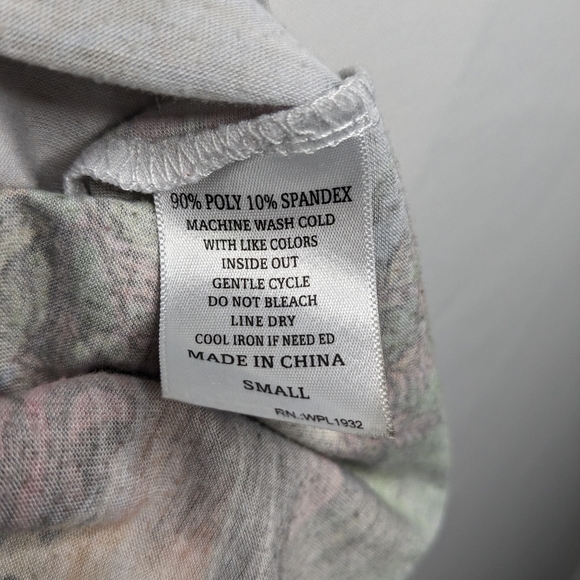 90% POLY 10% SPANDEX
MACHINE WASH COLD
WITH LIKE COLORS
INSIDE OUT
GENTLE CYCLE
DO NOT BLEACH
LINE DRY
COOL IRON IF NEED ED
MADE IN CHINA
SMALL
RN.:WPL1932